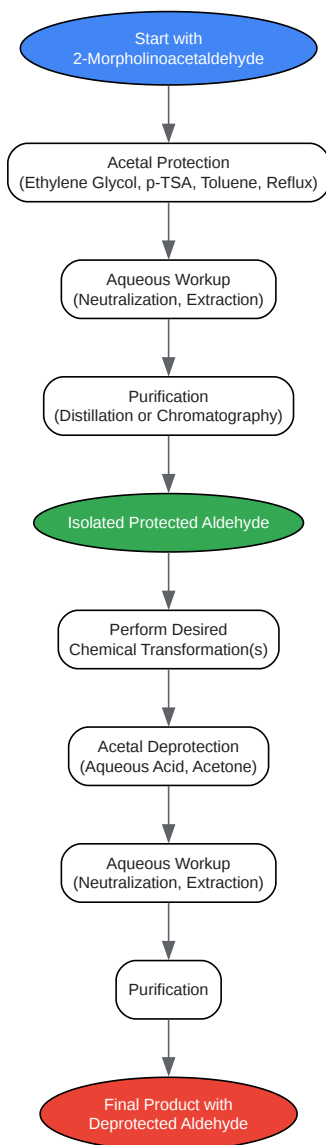 Start with
2-Morpholinoacetaldehyde
Acetal Protection
(Ethylene Glycol, p-TSA, Toluene, Reflux)
Aqueous Workup
(Neutralization, Extraction)
Purification
(Distillation or Chromatography)
Isolated Protected Aldehyde
Perform Desired
Chemical Transformation(s)
Acetal Deprotection
(Aqueous Acid, Acetone)
Aqueous Workup
(Neutralization, Extraction)
Purification
Final Product with
Deprotected Aldehyde